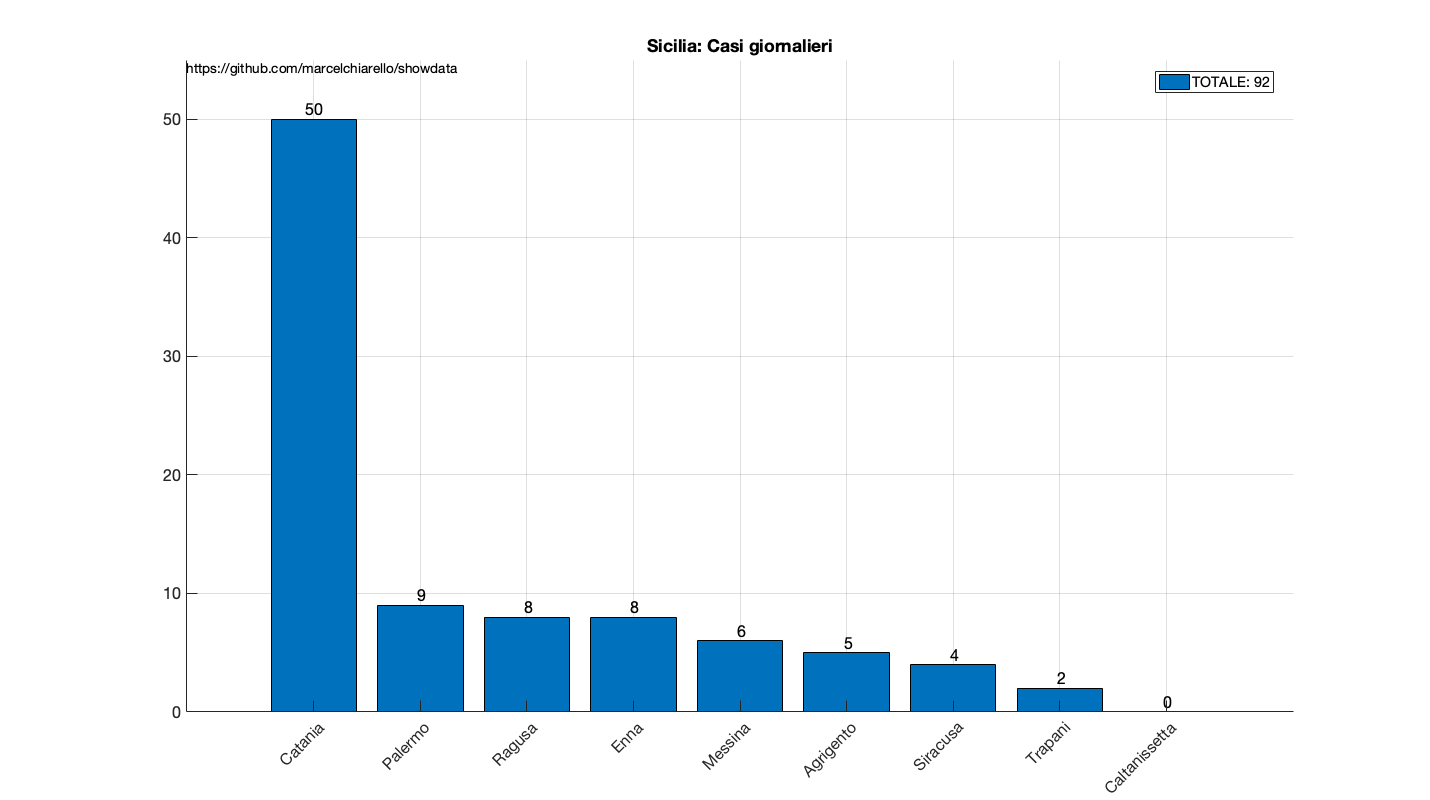 Sicilia: Casi giornalieri
https://github.com/marcelchiarello/showdata
TOTALE: 92
50
40
30
20
10
0
50
9
8
8
6
5
4
2
0
Catania
Palermo
Ragusa
Enna
Messina
Agrigento
Siracusa
Trapani
Caltanissetta